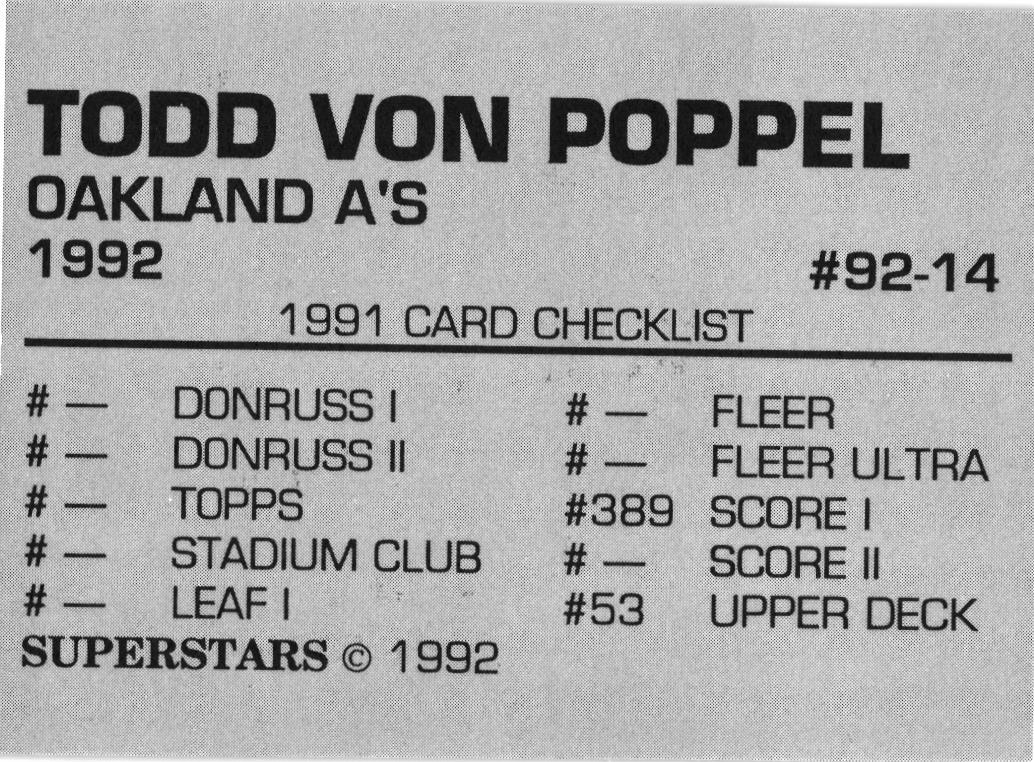 TODD VON POPPEL
OAKLAND A'S
1992 #92-14
1991 CARD CHECKLIST
# — DONRUSS I # — FLEER
# — DONRUSS II # — FLEER ULTRA
# — TOPPS #389 SCORE I
# — STADIUM CLUB # — SCORE II
# — LEAF I #53 UPPER DECK
SUPERSTARS © 1992